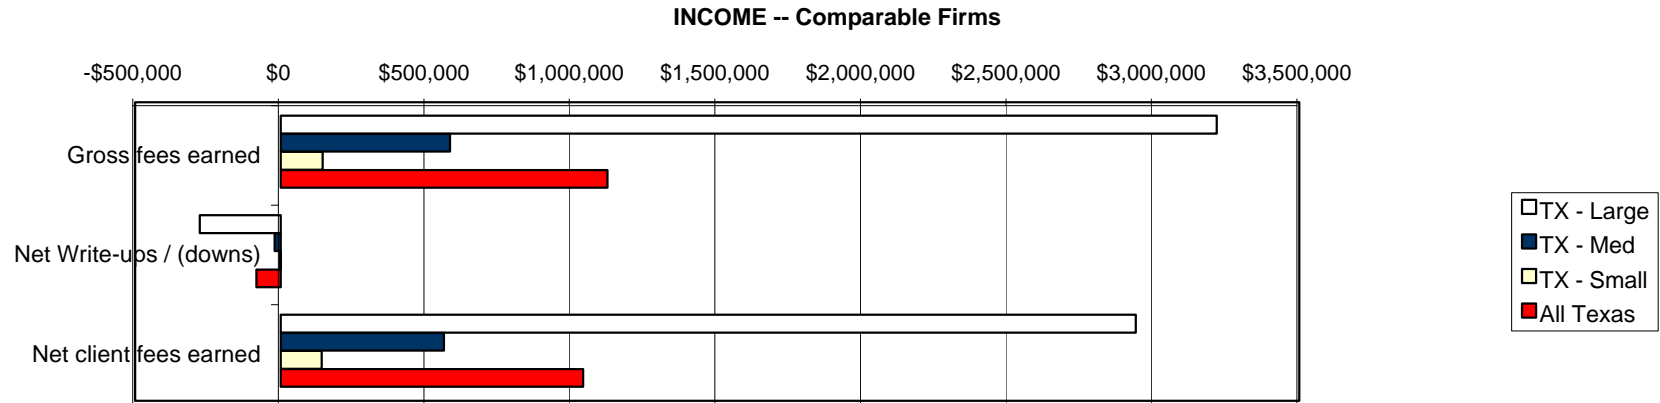 INCOME -- Comparable Firms
-$500,000 $0 $500,000 $1,000,000 $1,500,000 $2,000,000 $2,500,000 $3,000,000 $3,500,000
Gross fees earned
Net Write-ups / (downs)
Net client fees earned
TX - Large
TX - Med
TX - Small
All Texas